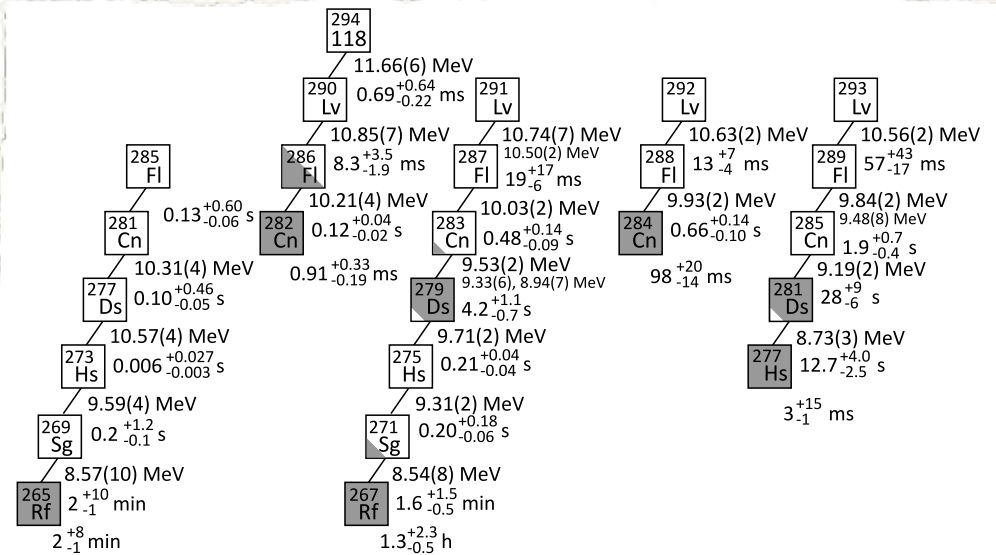 294
118
11.66(6) MeV
290
Lv
0.69 +0.64 -0.22 ms
10.85(7) MeV
286
Fl
8.3 +3.5 -1.9 ms
10.21(4) MeV
282
Cn
0.12 +0.04 -0.02 s
0.91 +0.33 -0.19 ms
285
Fl
0.13 +0.60 -0.06 s
281
Cn
10.31(4) MeV
277
Ds
0.10 +0.46 -0.05 s
10.57(4) MeV
273
Hs
0.006 +0.027 -0.003 s
9.59(4) MeV
269
Sg
0.2 +1.2 -0.1 s
8.57(10) MeV
265
Rf
2 +10 -1 min
2 +8 -1 min
291
Lv
10.74(7) MeV
10.50(2) MeV
287
Fl
19 +17 -6 ms
10.03(2) MeV
283
Cn
0.48 +0.14 -0.09 s
9.53(2) MeV
9.33(6), 8.94(7) MeV
279
Ds
4.2 +1.1 -0.7 s
9.71(2) MeV
275
Hs
0.21 +0.04 -0.04 s
9.31(2) MeV
271
Sg
0.20 +0.18 -0.06 s
8.54(8) MeV
267
Rf
1.6 +1.5 -0.5 min
1.3 +2.3 -0.5 h
292
Lv
10.63(2) MeV
288
Fl
13 +7 -4 ms
9.93(2) MeV
284
Cn
0.66 +0.14 -0.10 s
98 +20 -14 ms
293
Lv
10.56(2) MeV
289
Fl
57 +43 -17 ms
9.84(2) MeV
9.48(8) MeV
285
Cn
1.9 +0.7 -0.4 s
9.19(2) MeV
281
Ds
28 +9 -6 s
8.73(3) MeV
277
Hs
12.7 +4.0 -2.5 s
3 +15 -1 ms